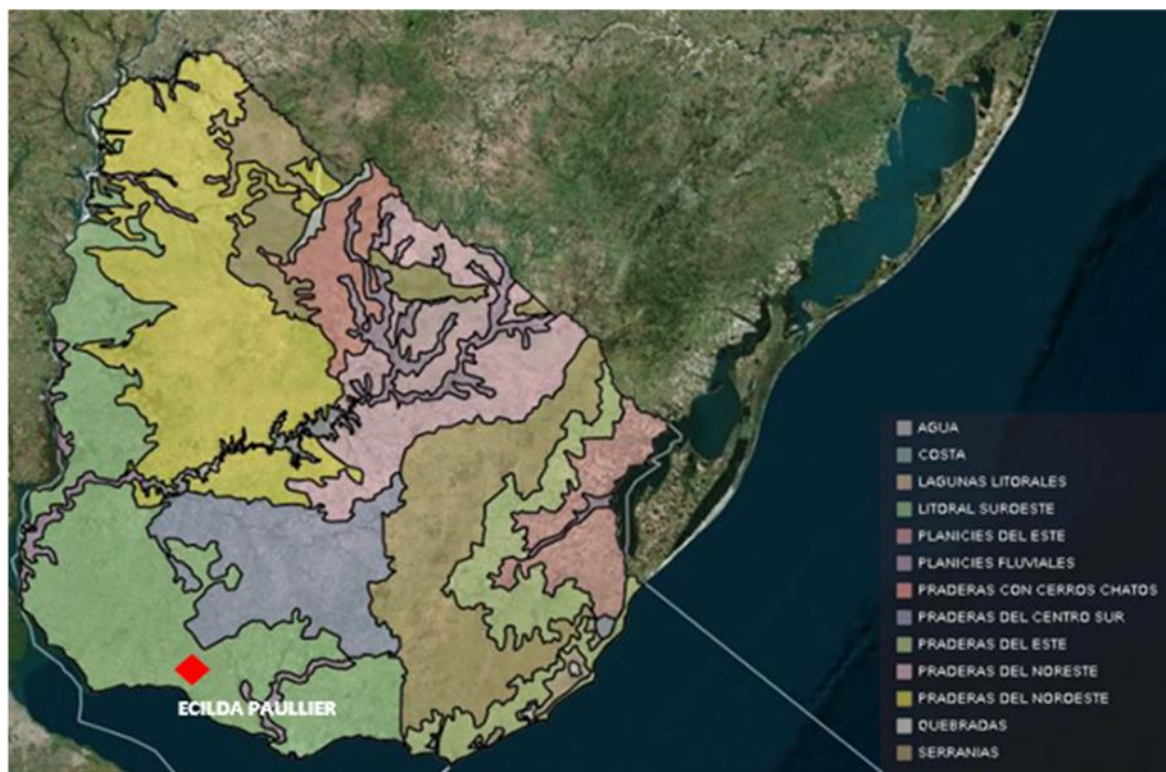 AGUA
COSTA
LAGUNAS LITORALES
LITORAL SUROESTE
PLANICIES DEL ESTE
PLANICIES FLUVIALES
PRADERAS CON CERROS CHATOS
PRADERAS DEL CENTRO SUR
PRADERAS DEL ESTE
PRADERAS DEL NORESTE
PRADERAS DEL NOROESTE
QUEBRADAS
SERRANIAS
ECILDA PAULLIER